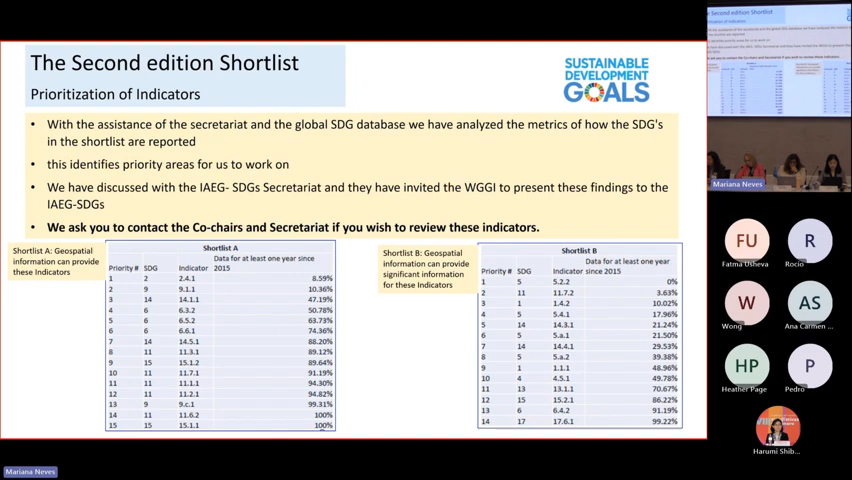 The Second edition Shortlist
Prioritization of Indicators
SUSTAINABLE
DEVELOPMENT
GOALS
• With the assistance of the secretariat and the global SDG database we have analyzed the metrics of how the SDG's
in the shortlist are reported
• this identifies priority areas for us to work on
• We have discussed with the IAEG- SDGs Secretariat and they have invited the WGGI to present these findings to the
IAEG-SDGs
• We ask you to contact the Co-chairs and Secretariat if you wish to review these indicators.
Shortlist A: Geospatial
information can provide
these Indicators
Shortlist A
Data for at least one year since
Priority # SDG Indicator 2015
1 2 2.4.1 8.59%
2 9 9.1.1 10.36%
3 14 14.1.1 47.19%
4 6 6.3.2 50.78%
5 6 6.5.2 63.73%
6 6 6.6.1 74.36%
7 14 14.5.1 88.20%
8 11 11.3.1 89.12%
9 15 15.1.2 89.64%
10 11 11.7.1 91.19%
11 11 11.1.1 94.30%
12 11 11.2.1 94.82%
13 9 9.c.1 99.31%
14 11 11.6.2 100%
15 15 15.1.1 100%
Shortlist B: Geospatial
information can provide
significant information
for these Indicators
Shortlist B
Data for at least one year
Priority # SDG Indicator since 2015
1 5 5.2.2 0%
2 11 11.7.2 3.63%
3 1 1.4.2 10.02%
4 5 5.4.1 17.96%
5 14 14.3.1 21.24%
6 5 5.a.1 21.50%
7 14 14.4.1 29.53%
8 5 5.a.2 39.38%
9 1 1.1.1 48.96%
10 4 4.5.1 49.78%
11 13 13.1.1 70.67%
12 15 15.2.1 86.22%
13 6 6.4.2 91.19%
14 17 17.6.1 99.22%
Mariana Neves
FU
Fatma Usheva
R
Rocio
W
Wong
AS
Ana Carmen ...
HP
Heather Page
P
Pedro
Harumi Shib...
Mariana Neves